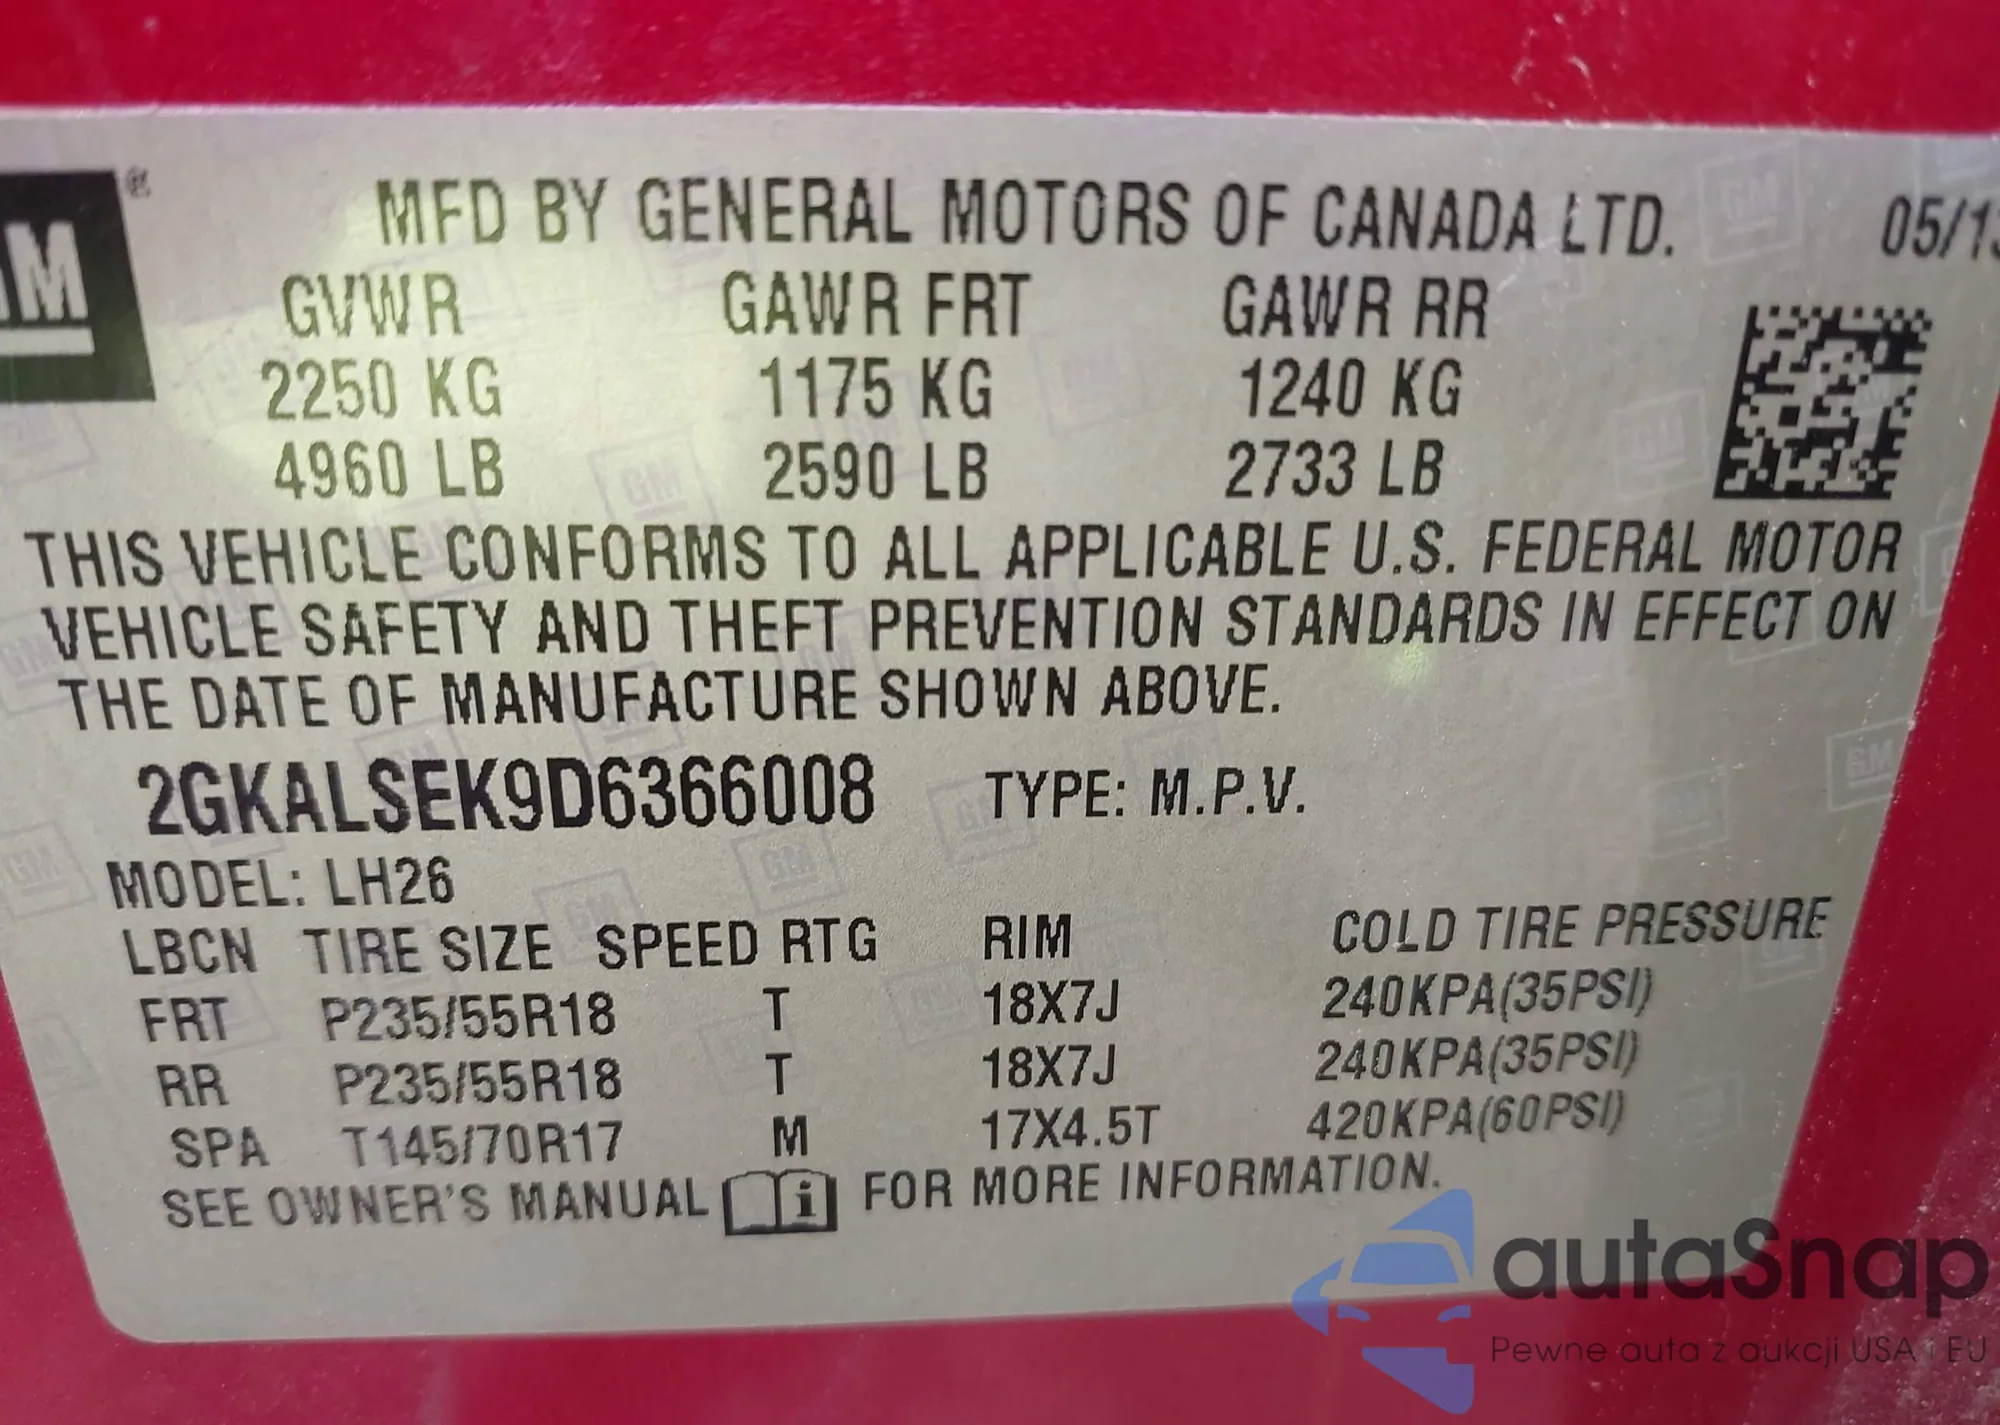 GM
MFD BY GENERAL MOTORS OF CANADA LTD. 05/13
GVWR GAWR FRT GAWR RR
2250 KG 1175 KG 1240 KG
4960 LB 2590 LB 2733 LB
THIS VEHICLE CONFORMS TO ALL APPLICABLE U.S. FEDERAL MOTOR
VEHICLE SAFETY AND THEFT PREVENTION STANDARDS IN EFFECT ON
THE DATE OF MANUFACTURE SHOWN ABOVE.
2GKALSEK9D6366008 TYPE: M.P.V.
MODEL: LH26
LBCN TIRE SIZE SPEED RTG RIM COLD TIRE PRESSURE
FRT P235/55R18 T 18X7J 240KPA(35PSI)
RR P235/55R18 T 18X7J 240KPA(35PSI)
SPA T145/70R17 M 17X4.5T 420KPA(60PSI)
SEE OWNER'S MANUAL i FOR MORE INFORMATION.
autaSnap
Pewne auta z aukcji USA i EU